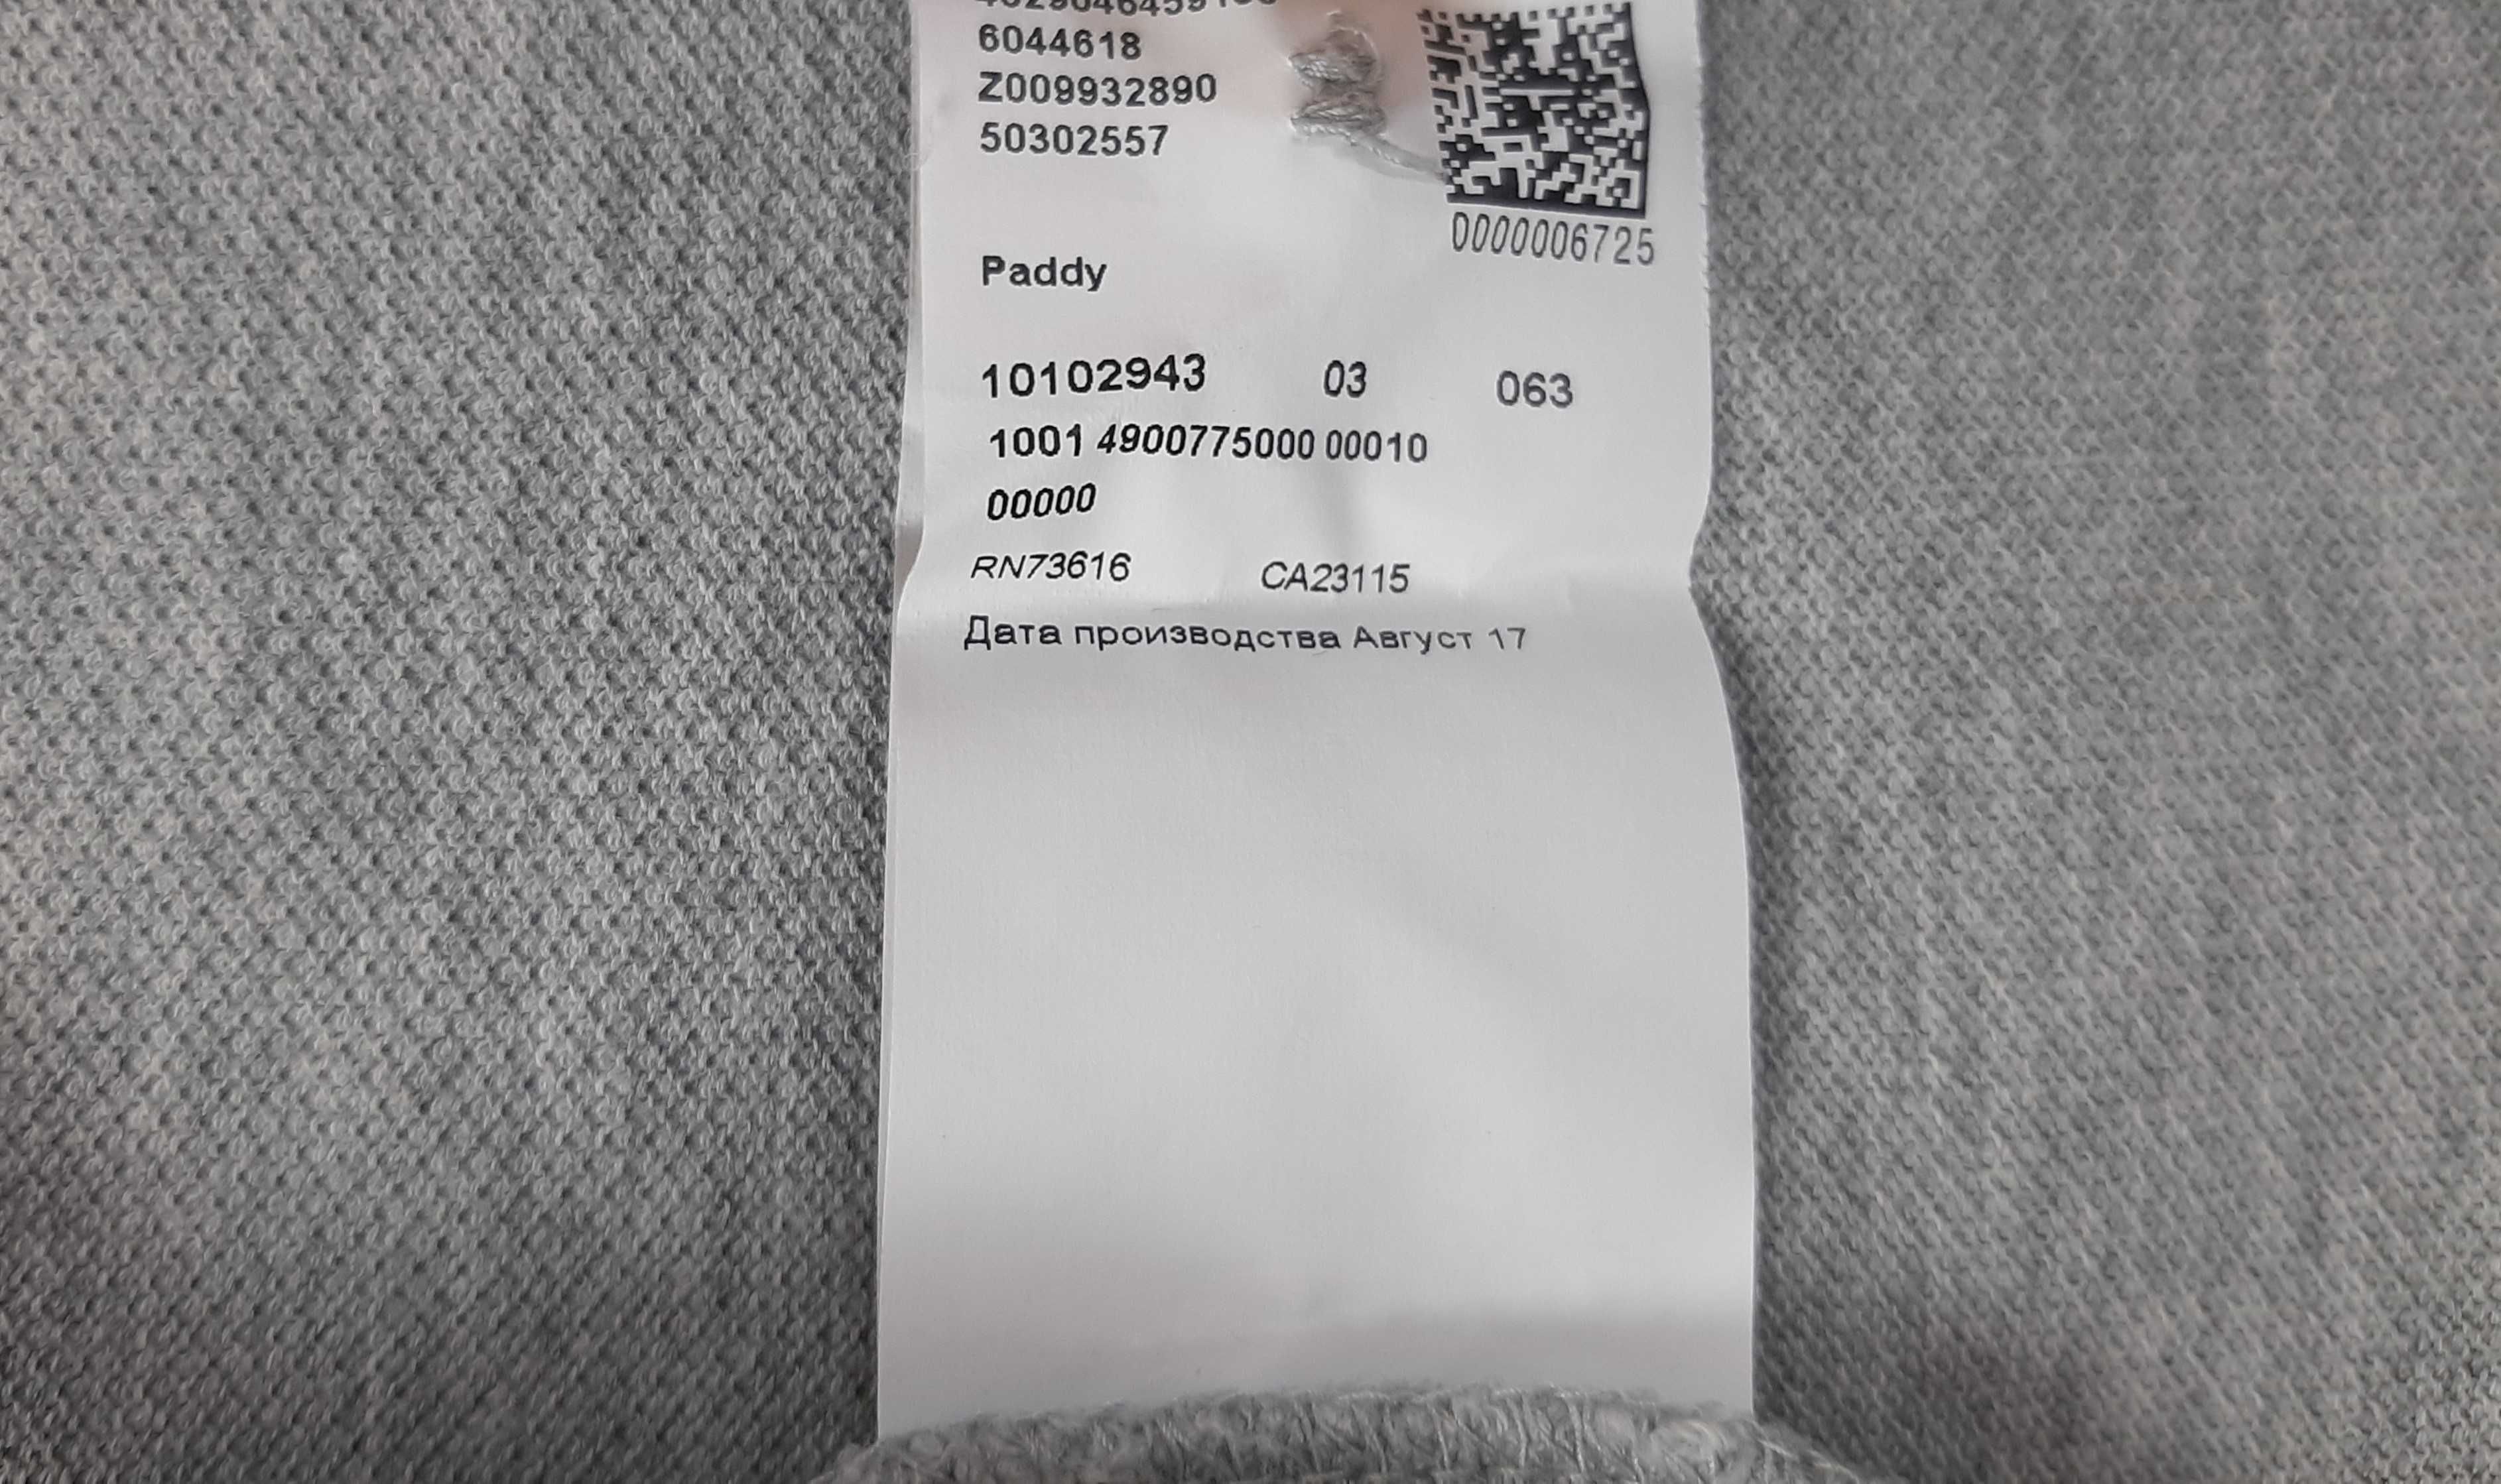 6044618
Z009932890
50302557
0000006725
Paddy
10102943 03 063
1001 4900775000 00010
00000
RN73616 CA23115
Дата производства Август 17